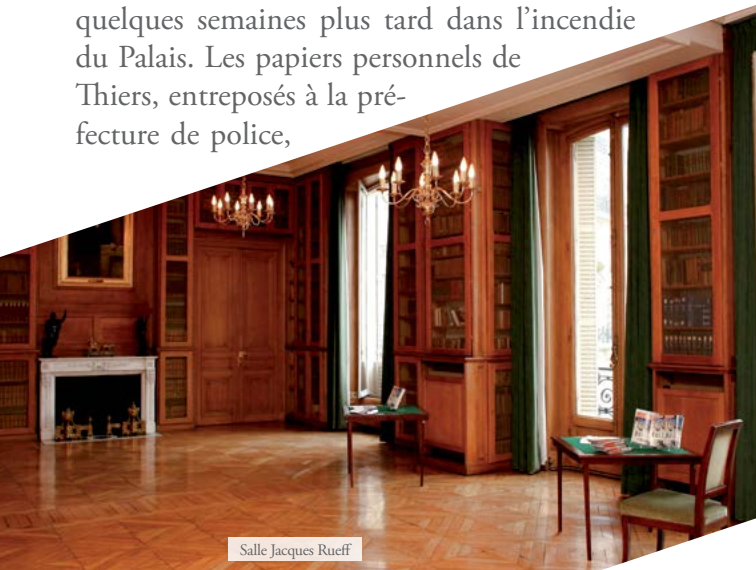 quelques semaines plus tard dans l’incendie
du Palais. Les papiers personnels de
Thiers, entreposés à la pré-
fecture de police,
Salle Jacques Rueff